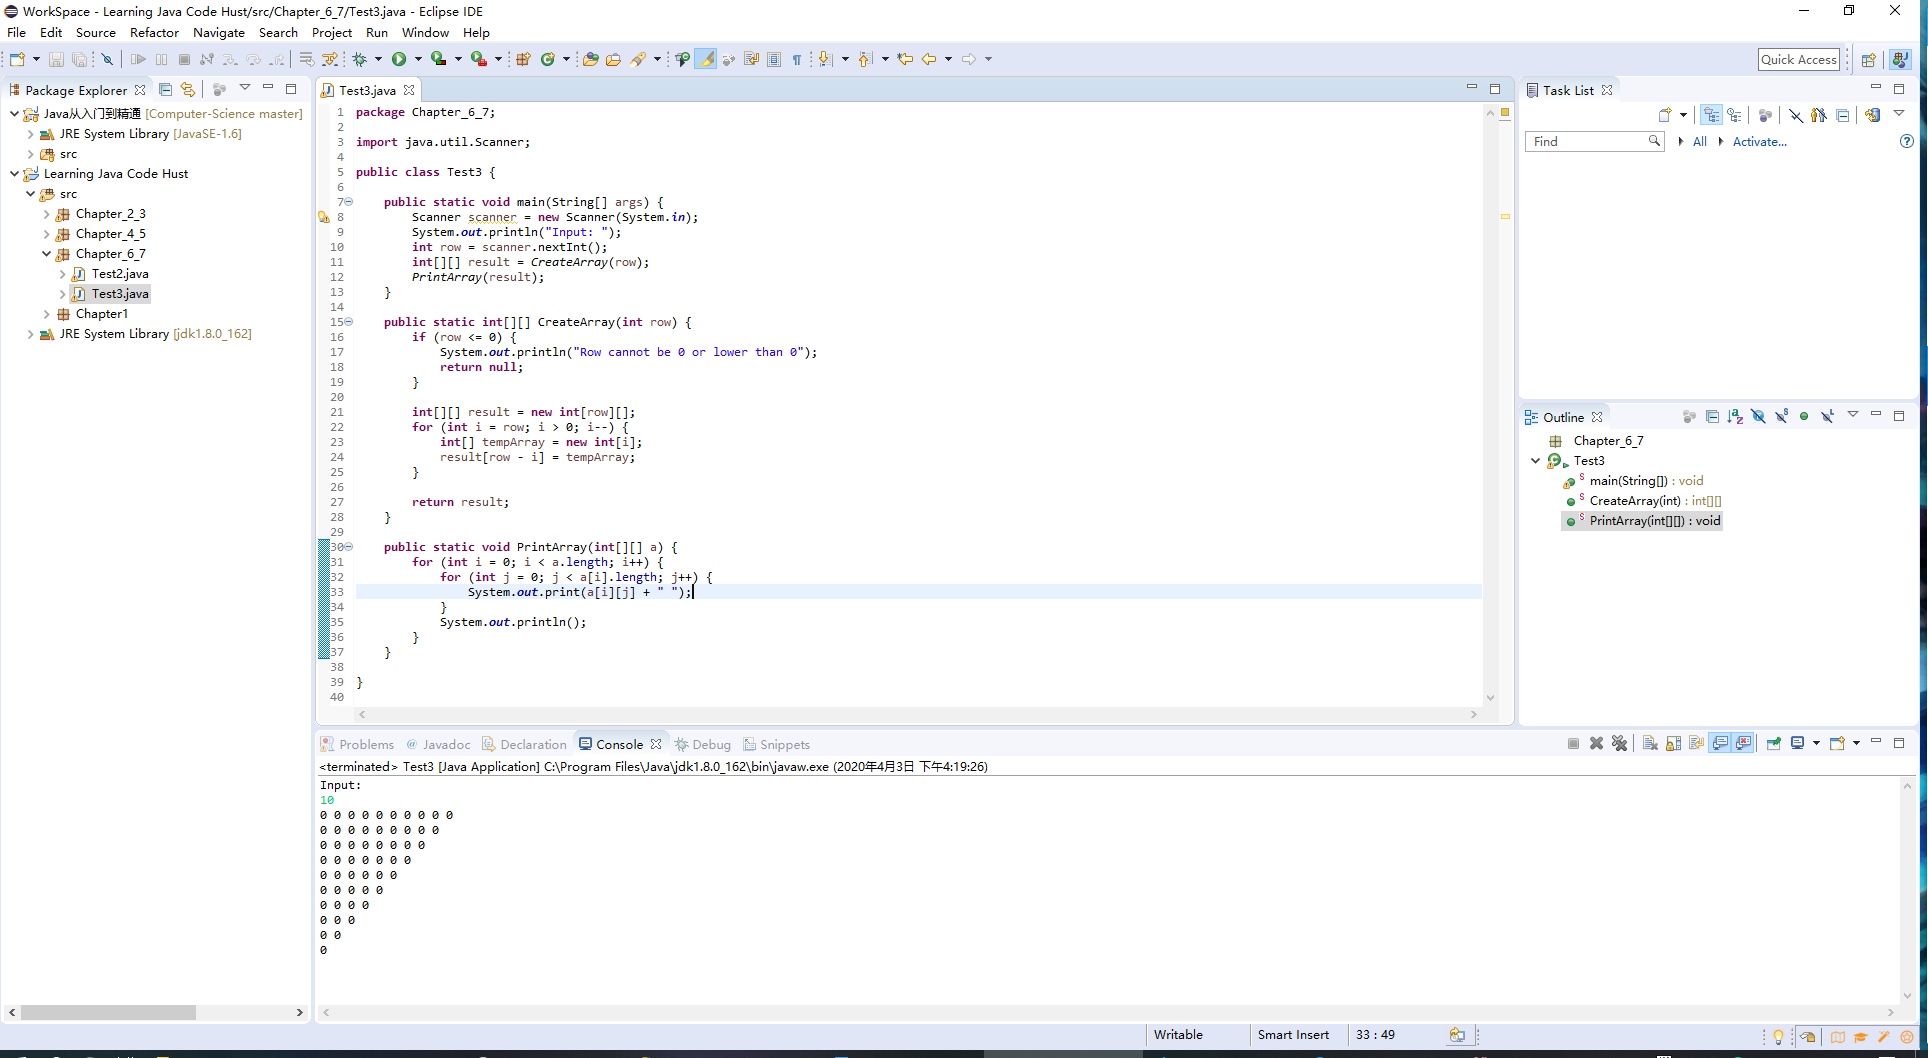 WorkSpace - Learning Java Code Hust/src/Chapter_6_7/Test3.java - Eclipse IDE
File Edit Source Refactor Navigate Search Project Run Window Help
Quick Access
Package Explorer
Java从入门到精通 [Computer-Science master]
JRE System Library [JavaSE-1.6]
src
Learning Java Code Hust
src
Chapter_2_3
Chapter_4_5
Chapter_6_7
Test2.java
Test3.java
Chapter1
JRE System Library [jdk1.8.0_162]
Test3.java
1 package Chapter_6_7;
2
3 import java.util.Scanner;
4
5 public class Test3 {
6
7 public static void main(String[] args) {
8 Scanner scanner = new Scanner(System.in);
9 System.out.println("Input: ");
10 int row = scanner.nextInt();
11 int[][] result = CreateArray(row);
12 PrintArray(result);
13 }
14
15 public static int[][] CreateArray(int row) {
16 if (row <= 0) {
17 System.out.println("Row cannot be 0 or lower than 0");
18 return null;
19 }
20
21 int[][] result = new int[row][];
22 for (int i = row; i > 0; i--) {
23 int[] tempArray = new int[i];
24 result[row - i] = tempArray;
25 }
26
27 return result;
28 }
29
30 public static void PrintArray(int[][] a) {
31 for (int i = 0; i < a.length; i++) {
32 for (int j = 0; j < a[i].length; j++) {
33 System.out.print(a[i][j] + " ");
34 }
35 System.out.println();
36 }
37 }
38
39 }
40
Task List
Find All Activate...
Outline
Chapter_6_7
Test3
main(String[]) : void
CreateArray(int) : int[][]
PrintArray(int[][]) : void
Problems @ Javadoc Declaration Console Debug Snippets
<terminated> Test3 [Java Application] C:\Program Files\Java\jdk1.8.0_162\bin\javaw.exe (2020年4月3日 下午4:19:26)
Input:
10
0 0 0 0 0 0 0 0 0 0
0 0 0 0 0 0 0 0 0
0 0 0 0 0 0 0 0
0 0 0 0 0 0 0
0 0 0 0 0 0
0 0 0 0 0
0 0 0 0
0 0 0
0 0
0
Writable Smart Insert 33 : 49